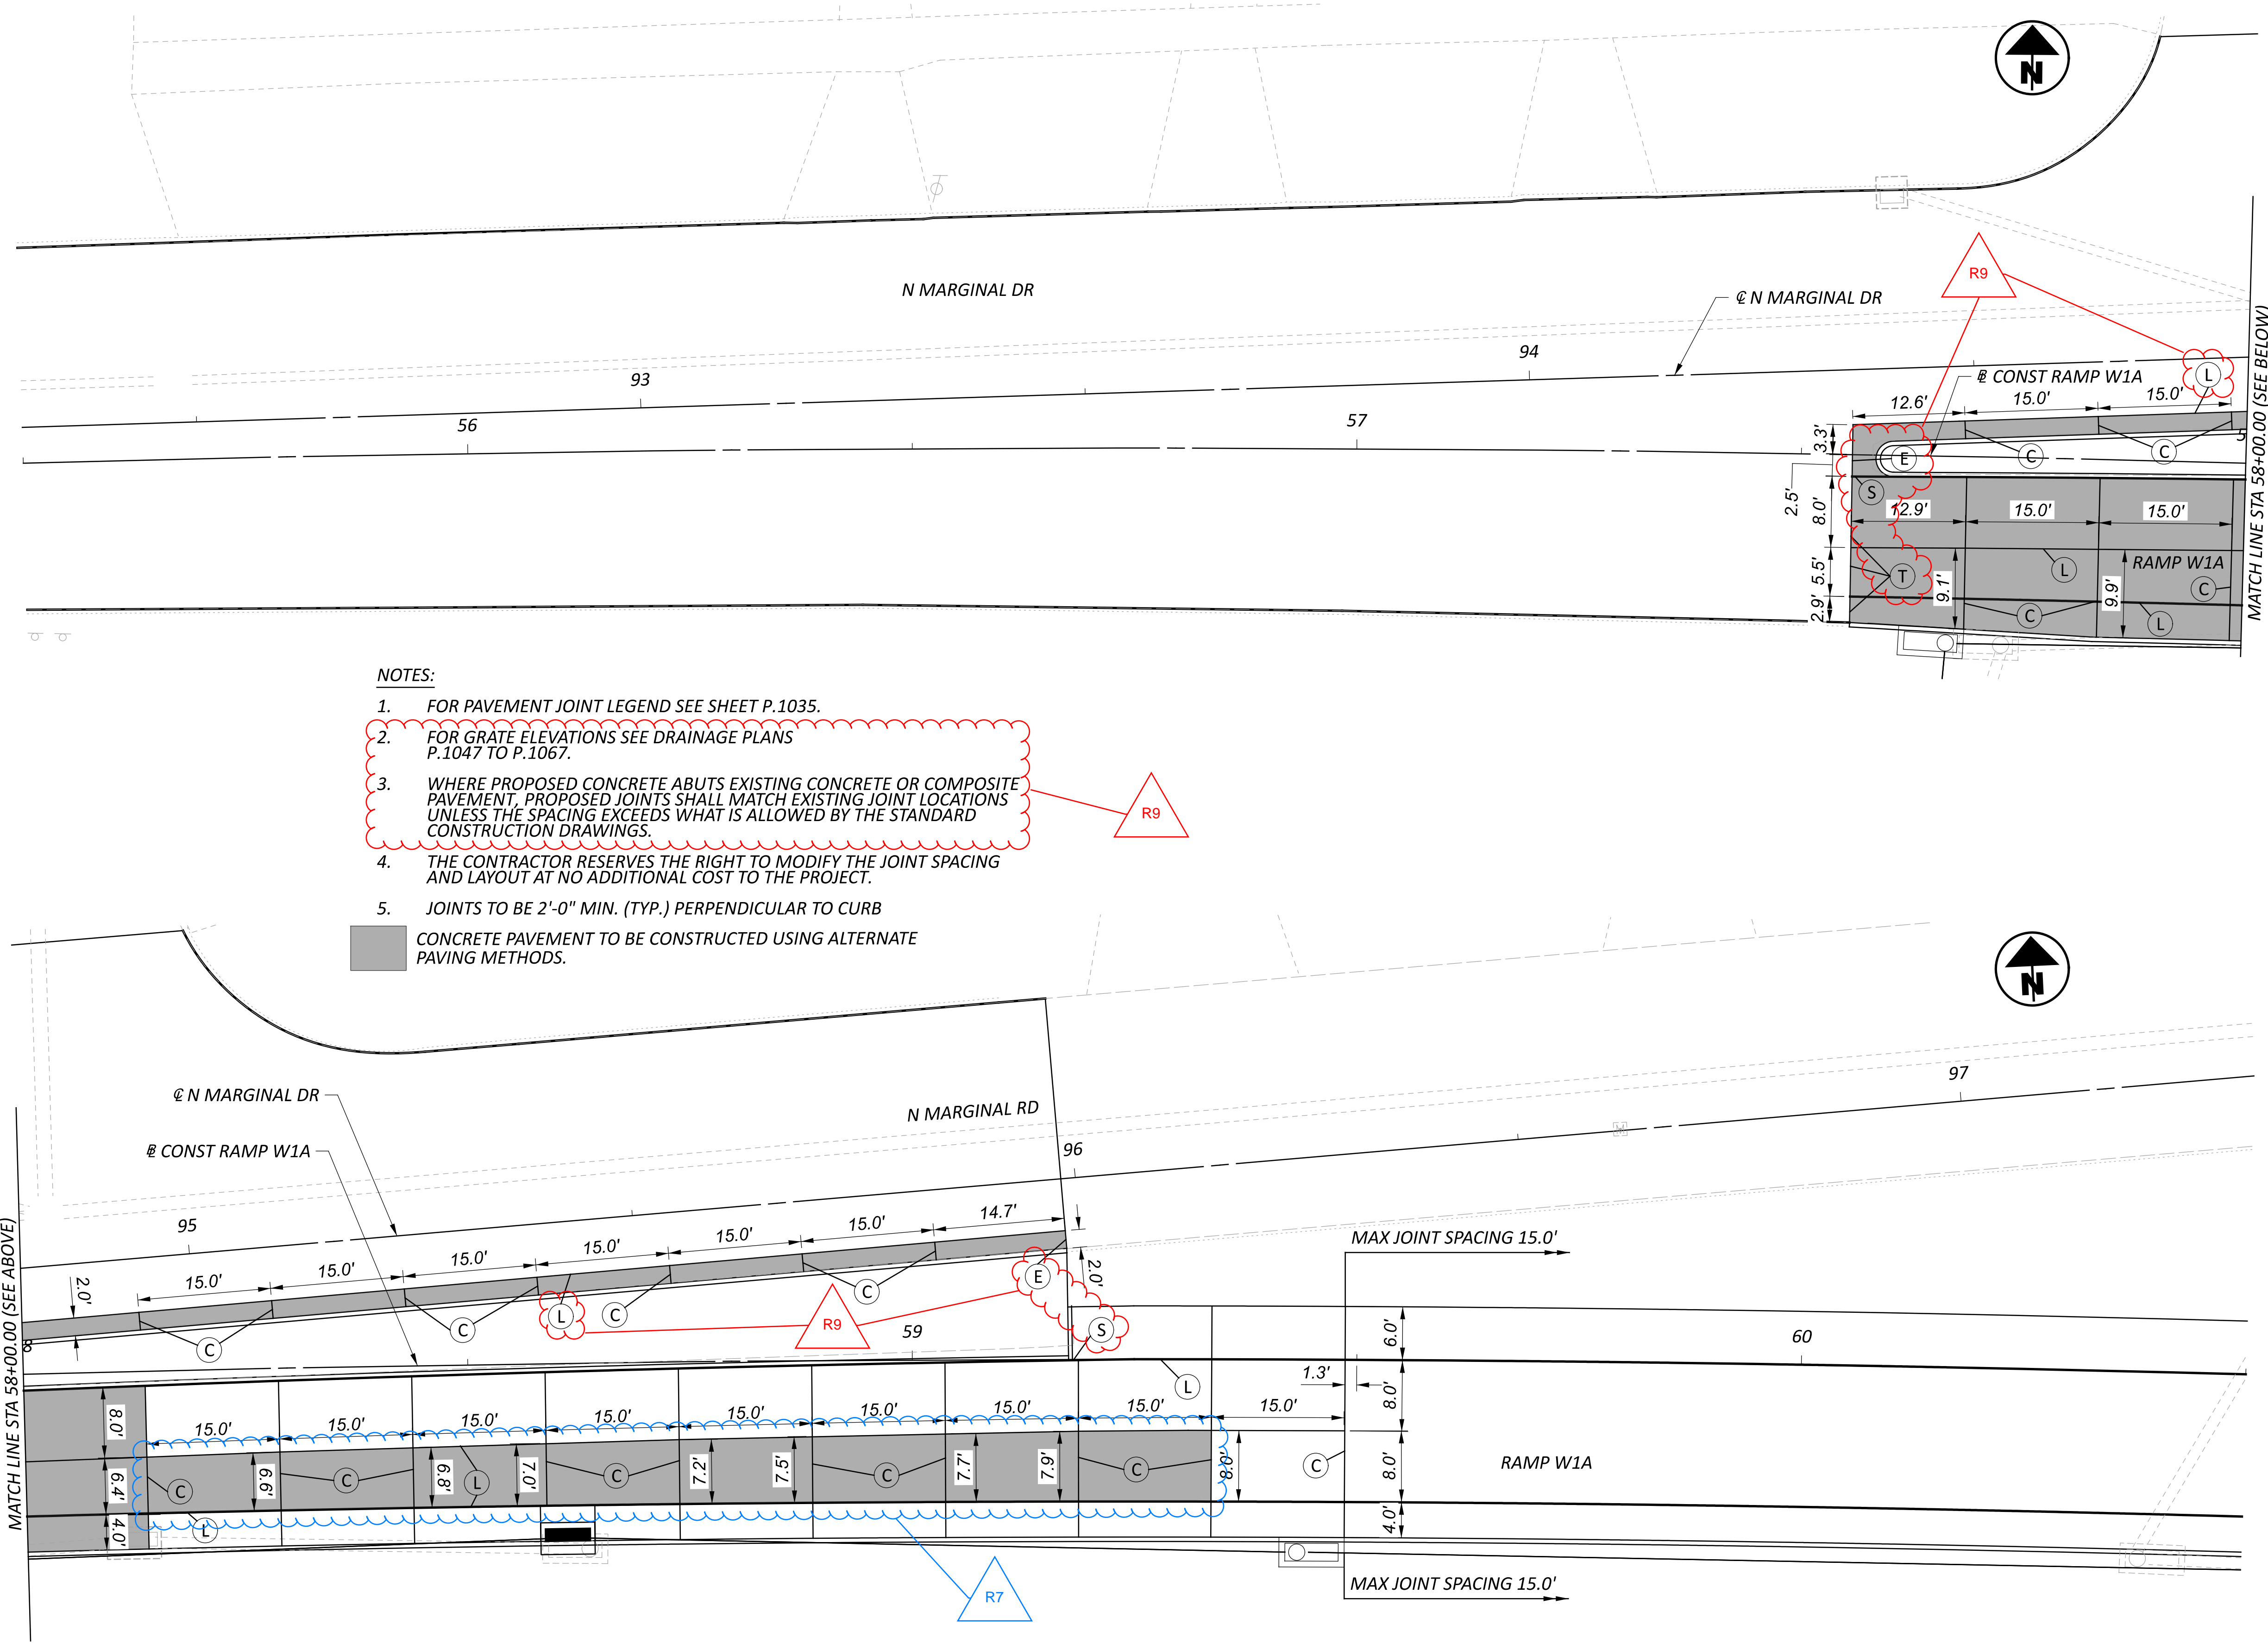 N
N MARGINAL DR
℄ N MARGINAL DR
R9
94
93
L
MATCH LINE STA 58+00.00 (SEE BELOW)
CONST RAMP W1A
12.6'
15.0'
15.0'
57
56
3.3'
E
C
C
2.5'
S
8.0'
12.9'
15.0'
15.0'
RAMP W1A
5.5'
T
9.1'
L
9.9'
C
2.9'
C
L
NOTES:
1. FOR PAVEMENT JOINT LEGEND SEE SHEET P.1035.
2. FOR GRATE ELEVATIONS SEE DRAINAGE PLANS
P.1047 TO P.1067.
3. WHERE PROPOSED CONCRETE ABUTS EXISTING CONCRETE OR COMPOSITE
PAVEMENT, PROPOSED JOINTS SHALL MATCH EXISTING JOINT LOCATIONS
UNLESS THE SPACING EXCEEDS WHAT IS ALLOWED BY THE STANDARD
CONSTRUCTION DRAWINGS.
R9
4. THE CONTRACTOR RESERVES THE RIGHT TO MODIFY THE JOINT SPACING
AND LAYOUT AT NO ADDITIONAL COST TO THE PROJECT.
5. JOINTS TO BE 2'-0" MIN. (TYP.) PERPENDICULAR TO CURB
CONCRETE PAVEMENT TO BE CONSTRUCTED USING ALTERNATE
PAVING METHODS.
N
97
℄ N MARGINAL DR
N MARGINAL RD
CONST RAMP W1A
96
MATCH LINE STA 58+00.00 (SEE ABOVE)
95
14.7'
15.0'
15.0'
15.0'
15.0'
15.0'
15.0'
2.0'
MAX JOINT SPACING 15.0'
E
2.0'
C
L
C
R9
C
C
59
S
6.0'
60
1.3'
L
8.0'
8.0'
15.0'
15.0'
15.0'
15.0'
15.0'
15.0'
15.0'
15.0'
15.0'
6.4'
C
6.6'
C
6.8'
L
7.0'
C
7.2'
7.5'
C
7.7'
7.9'
C
8.0'
C
8.0'
RAMP W1A
4.0'
L
4.0'
R7
MAX JOINT SPACING 15.0'